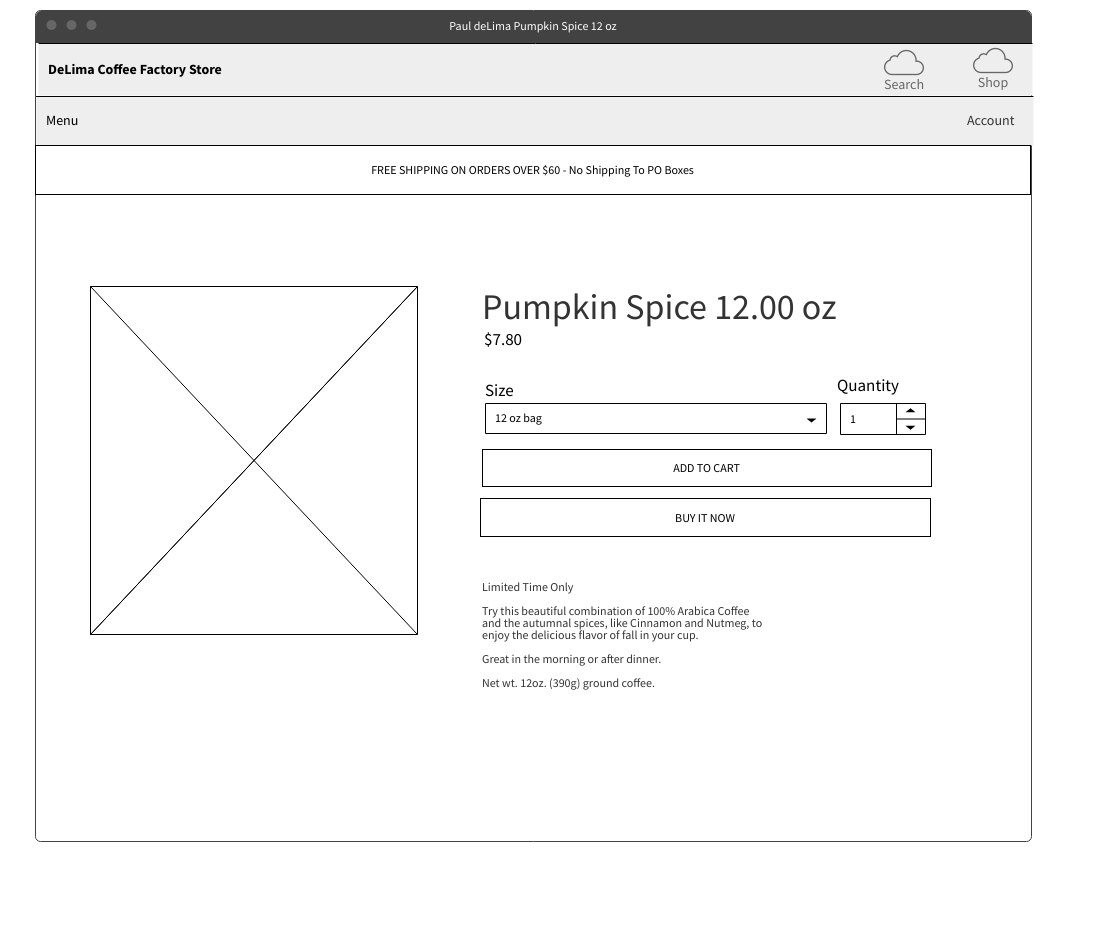 Paul deLima Pumpkin Spice 12 oz
DeLima Coffee Factory Store
Search
Shop
Menu
Account
FREE SHIPPING ON ORDERS OVER $60 - No Shipping To PO Boxes
Pumpkin Spice 12.00 oz
$7.80
Size
Quantity
12 oz bag
1
ADD TO CART
BUY IT NOW
Limited Time Only
Try this beautiful combination of 100% Arabica Coffee
and the autumnal spices, like Cinnamon and Nutmeg, to
enjoy the delicious flavor of fall in your cup.
Great in the morning or after dinner.
Net wt. 12oz. (390g) ground coffee.